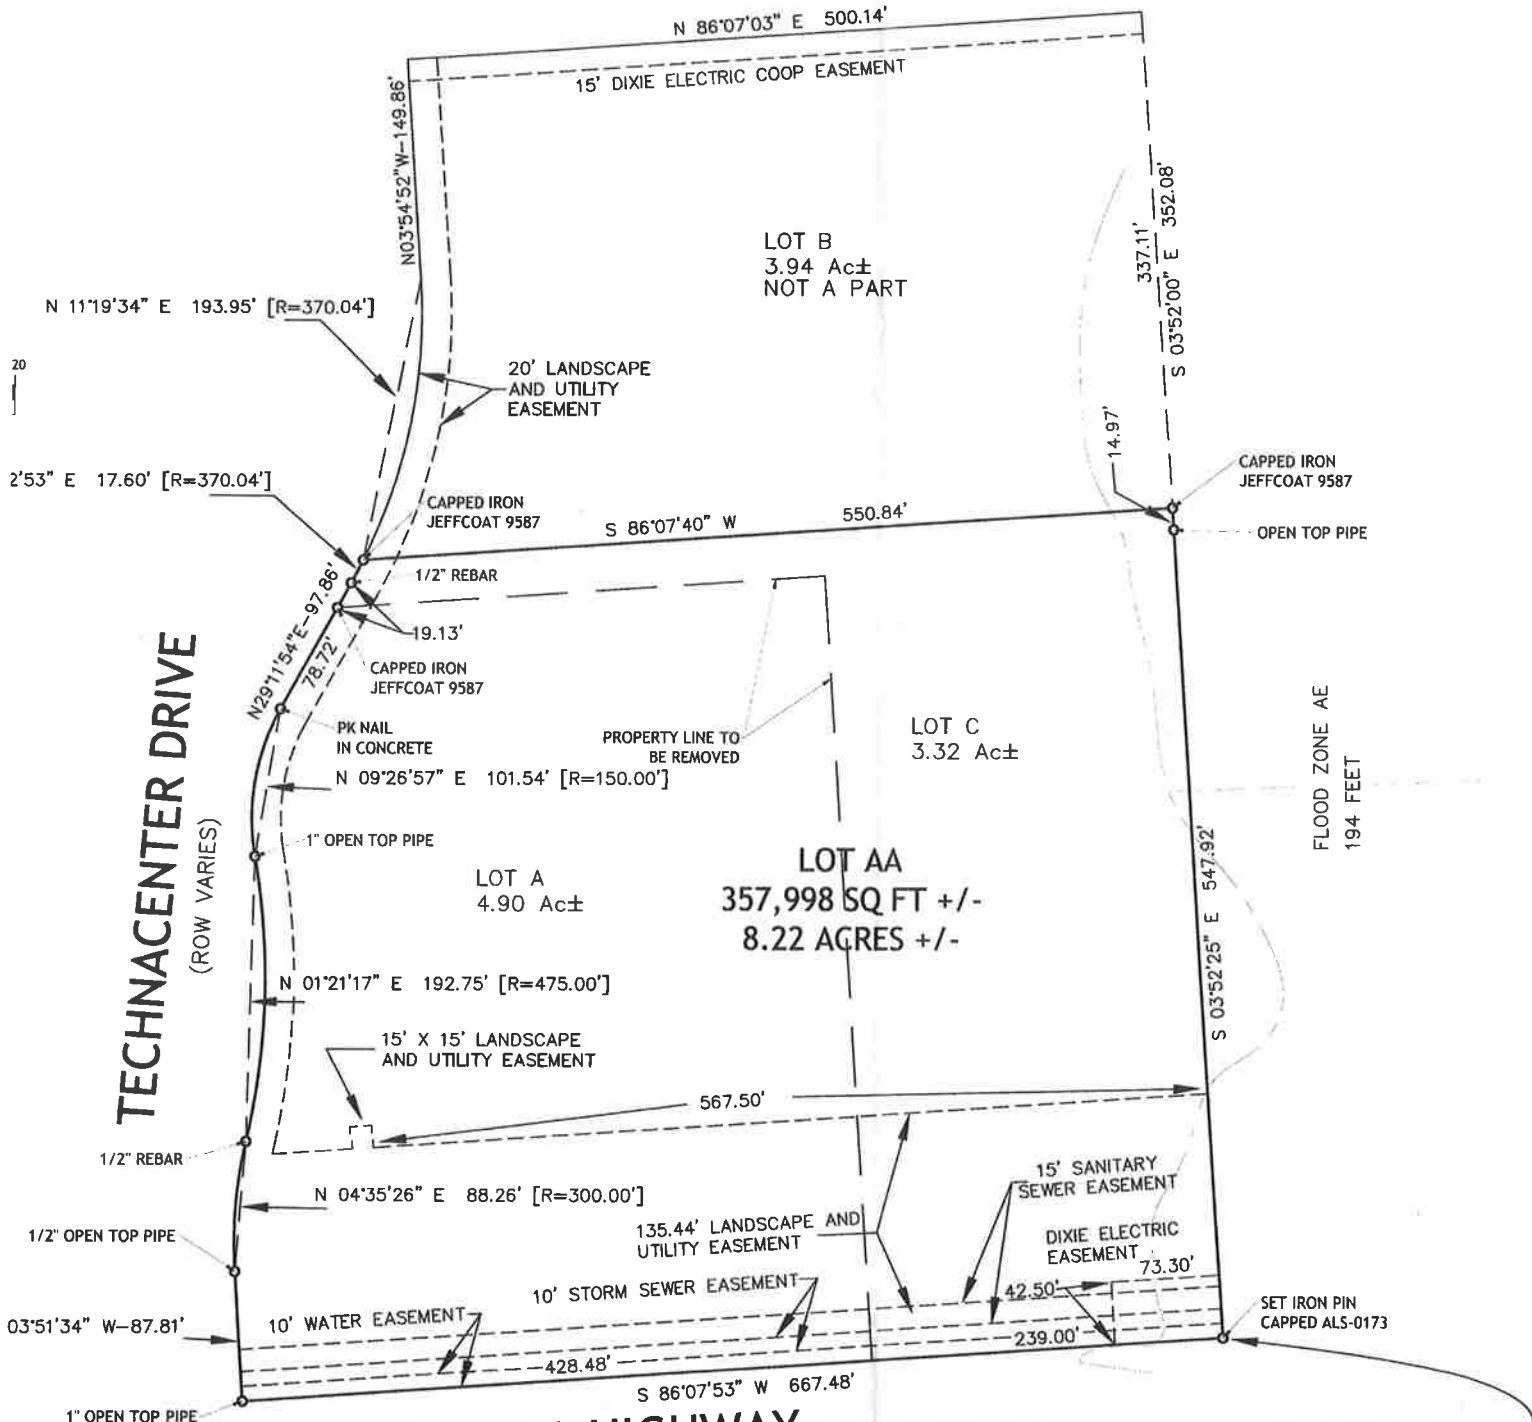 N 86°07'03" E 500.14'
15' DIXIE ELECTRIC COOP EASEMENT
N03°54'52"W-149.86'
LOT B
3.94 Ac±
NOT A PART
337.11'
S 03°52'00" E 352.08'
N 11°19'34" E 193.95' [R=370.04']
20
20' LANDSCAPE
AND UTILITY
EASEMENT
14.97'
2'53" E 17.60' [R=370.04']
CAPPED IRON
JEFFCOAT 9587
CAPPED IRON
JEFFCOAT 9587
S 86°07'40" W 550.84'
OPEN TOP PIPE
1/2" REBAR
19.13'
N29°11'54"E-97.86'
78.72'
CAPPED IRON
JEFFCOAT 9587
TECHNACENTER DRIVE
(ROW VARIES)
PK NAIL
IN CONCRETE
PROPERTY LINE TO
BE REMOVED
LOT C
3.32 Ac±
FLOOD ZONE AE
194 FEET
N 09°26'57" E 101.54' [R=150.00']
1" OPEN TOP PIPE
LOT A
4.90 Ac±
LOT AA
357,998 SQ FT +/-
8.22 ACRES +/-
S 03°52'25" E 547.92'
N 01°21'17" E 192.75' [R=475.00']
15' X 15' LANDSCAPE
AND UTILITY EASEMENT
567.50'
1/2" REBAR
15' SANITARY
SEWER EASEMENT
N 04°35'26" E 88.26' [R=300.00']
135.44' LANDSCAPE AND
UTILITY EASEMENT
1/2" OPEN TOP PIPE
DIXIE ELECTRIC
EASEMENT
73.30'
42.50'
10' STORM SEWER EASEMENT
10' WATER EASEMENT
03°51'34" W-87.81'
SET IRON PIN
CAPPED ALS-0173
239.00'
428.48'
S 86°07'53" W 667.48'
1" OPEN TOP PIPE
HIGHWAY